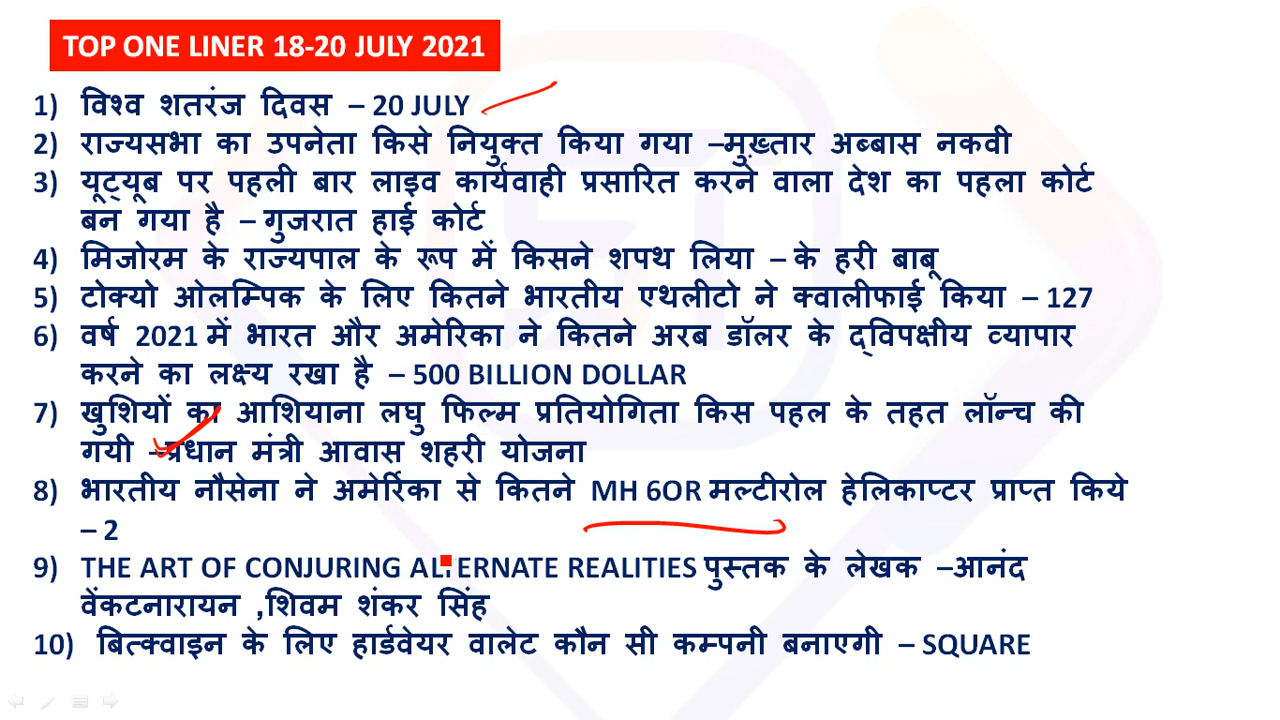 TOP ONE LINER 18-20 JULY 2021
1) विश्व शतरंज दिवस – 20 JULY
2) राज्यसभा का उपनेता किसे नियुक्त किया गया –मुख़्तार अब्बास नकवी
3) यूट्यूब पर पहली बार लाइव कार्यवाही प्रसारित करने वाला देश का पहला कोर्ट
बन गया है – गुजरात हाई कोर्ट
4) मिजोरम के राज्यपाल के रूप में किसने शपथ लिया – के हरी बाबू
5) टोक्यो ओलम्पिक के लिए कितने भारतीय एथलीटो ने क्वालीफाई किया – 127
6) वर्ष 2021 में भारत और अमेरिका ने कितने अरब डॉलर के द्विपक्षीय व्यापार
करने का लक्ष्य रखा है – 500 BILLION DOLLAR
7) खुशियों का आशियाना लघु फिल्म प्रतियोगिता किस पहल के तहत लॉन्च की
गयी –प्रधान मंत्री आवास शहरी योजना
8) भारतीय नौसेना ने अमेर्रिका से कितने MH 6OR मल्टीरोल हेलिकाप्टर प्राप्त किये
– 2
9) THE ART OF CONJURING ALTERNATE REALITIES पुस्तक के लेखक –आनंद
वेंकटनारायन ,शिवम शंकर सिंह
10) बित्क्वाइन के लिए हार्डवेयर वालेट कौन सी कम्पनी बनाएगी – SQUARE